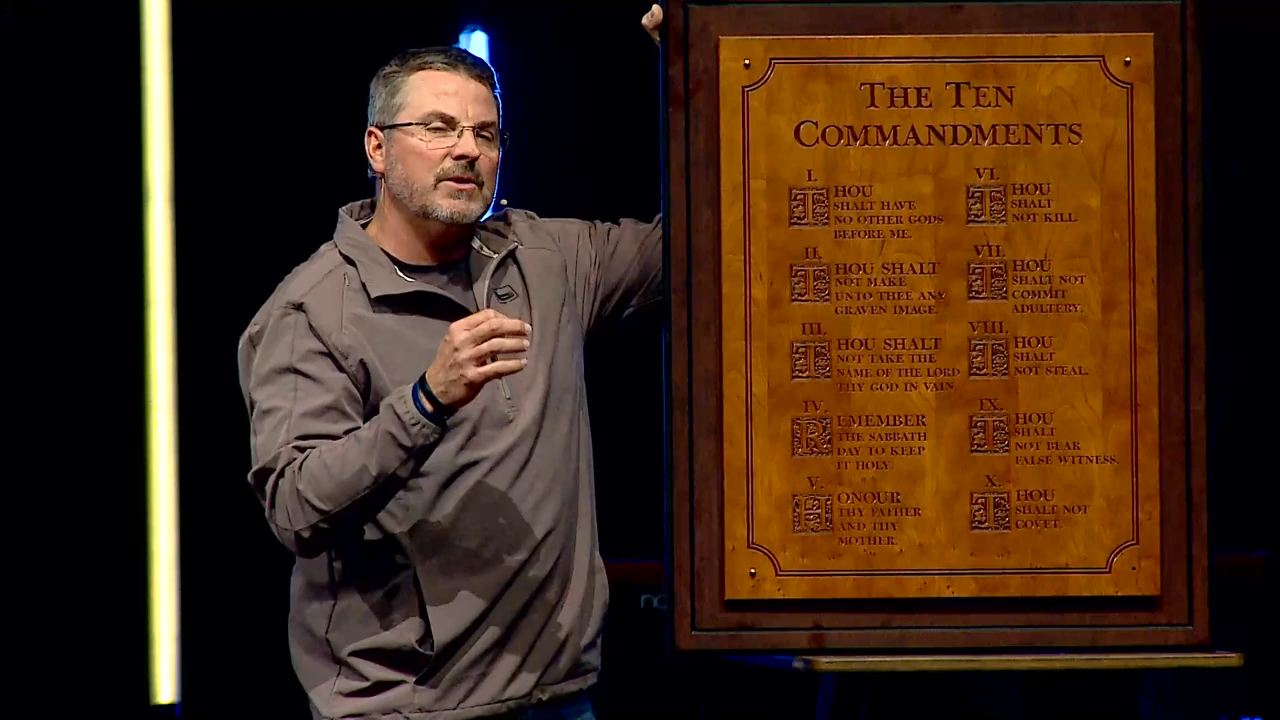 THE TEN
COMMANDMENTS
I.
THOU
SHALT HAVE
NO OTHER GODS
BEFORE ME.
II.
THOU SHALT
NOT MAKE
UNTO THEE ANY
GRAVEN IMAGE.
III.
THOU SHALT
NOT TAKE THE
NAME OF THE LORD
THY GOD IN VAIN.
IV.
REMEMBER
THE SABBATH
DAY TO KEEP
IT HOLY.
V.
HONOUR
THY FATHER
AND THY
MOTHER.
VI.
THOU
SHALT
NOT KILL.
VII.
THOU
SHALT NOT
COMMIT
ADULTERY.
VIII.
THOU
SHALT
NOT STEAL.
IX.
THOU
SHALT
NOT BEAR
FALSE WITNESS.
X.
THOU
SHALT NOT
COVET.